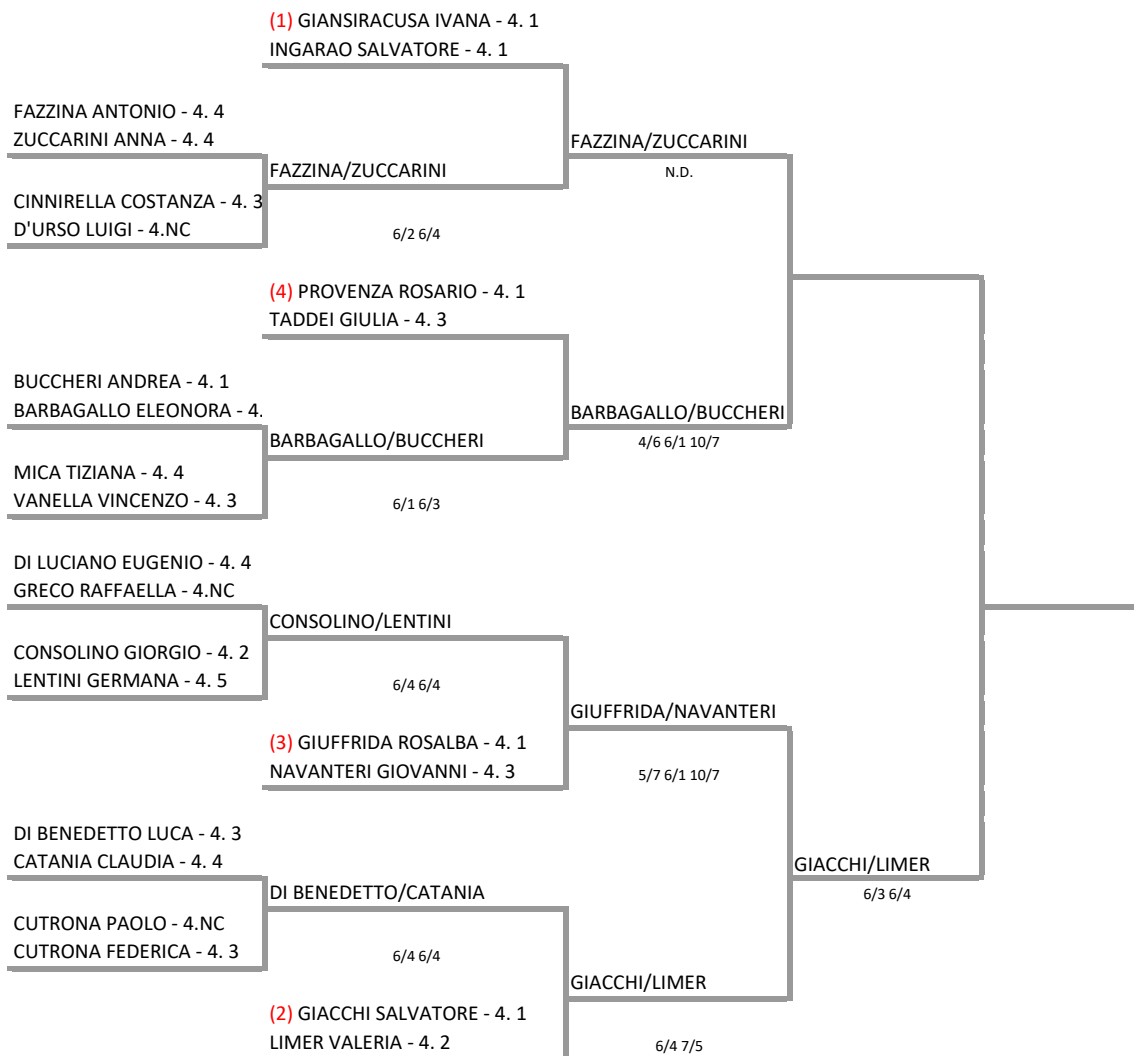 (1) GIANSIRACUSA IVANA - 4. 1
INGARAO SALVATORE - 4. 1
FAZZINA ANTONIO - 4. 4
ZUCCARINI ANNA - 4. 4
FAZZINA/ZUCCARINI
N.D.
FAZZINA/ZUCCARINI
CINNIRELLA COSTANZA - 4. 3
D'URSO LUIGI - 4.NC
6/2 6/4
(4) PROVENZA ROSARIO - 4. 1
TADDEI GIULIA - 4. 3
BUCCHERI ANDREA - 4. 1
BARBAGALLO ELEONORA - 4.
BARBAGALLO/BUCCHERI
4/6 6/1 10/7
BARBAGALLO/BUCCHERI
MICA TIZIANA - 4. 4
VANELLA VINCENZO - 4. 3
6/1 6/3
DI LUCIANO EUGENIO - 4. 4
GRECO RAFFAELLA - 4.NC
CONSOLINO/LENTINI
CONSOLINO GIORGIO - 4. 2
LENTINI GERMANA - 4. 5
6/4 6/4
GIUFFRIDA/NAVANTERI
(3) GIUFFRIDA ROSALBA - 4. 1
NAVANTERI GIOVANNI - 4. 3
5/7 6/1 10/7
DI BENEDETTO LUCA - 4. 3
CATANIA CLAUDIA - 4. 4
GIACCHI/LIMER
6/3 6/4
DI BENEDETTO/CATANIA
CUTRONA PAOLO - 4.NC
CUTRONA FEDERICA - 4. 3
6/4 6/4
GIACCHI/LIMER
(2) GIACCHI SALVATORE - 4. 1
LIMER VALERIA - 4. 2
6/4 7/5